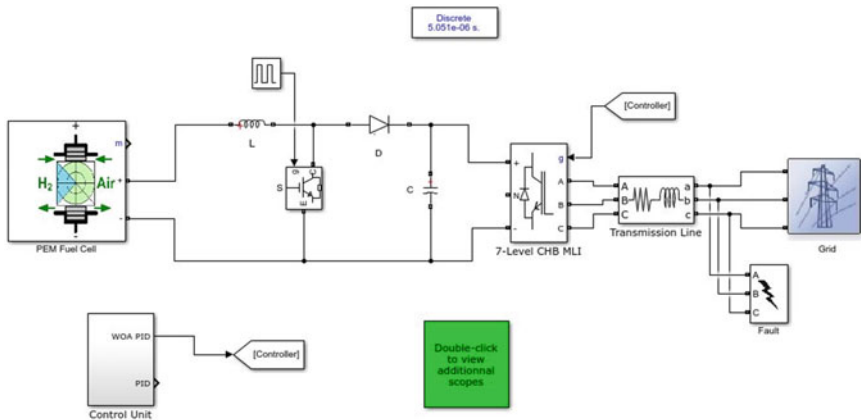 Discrete
5.051e-06 s.
[Controller]
L
D
+
m
H2 Air
+
-
-
PEM Fuel Cell
g
C
S
E
C
+
N
-
g
A
B
C
7-Level CHB MLI
A
B
C
a
b
c
Transmission Line
Grid
A
B
C
Fault
WOA PID
PID
Control Unit
[Controller]
Double-click
to view
additionnal
scopes